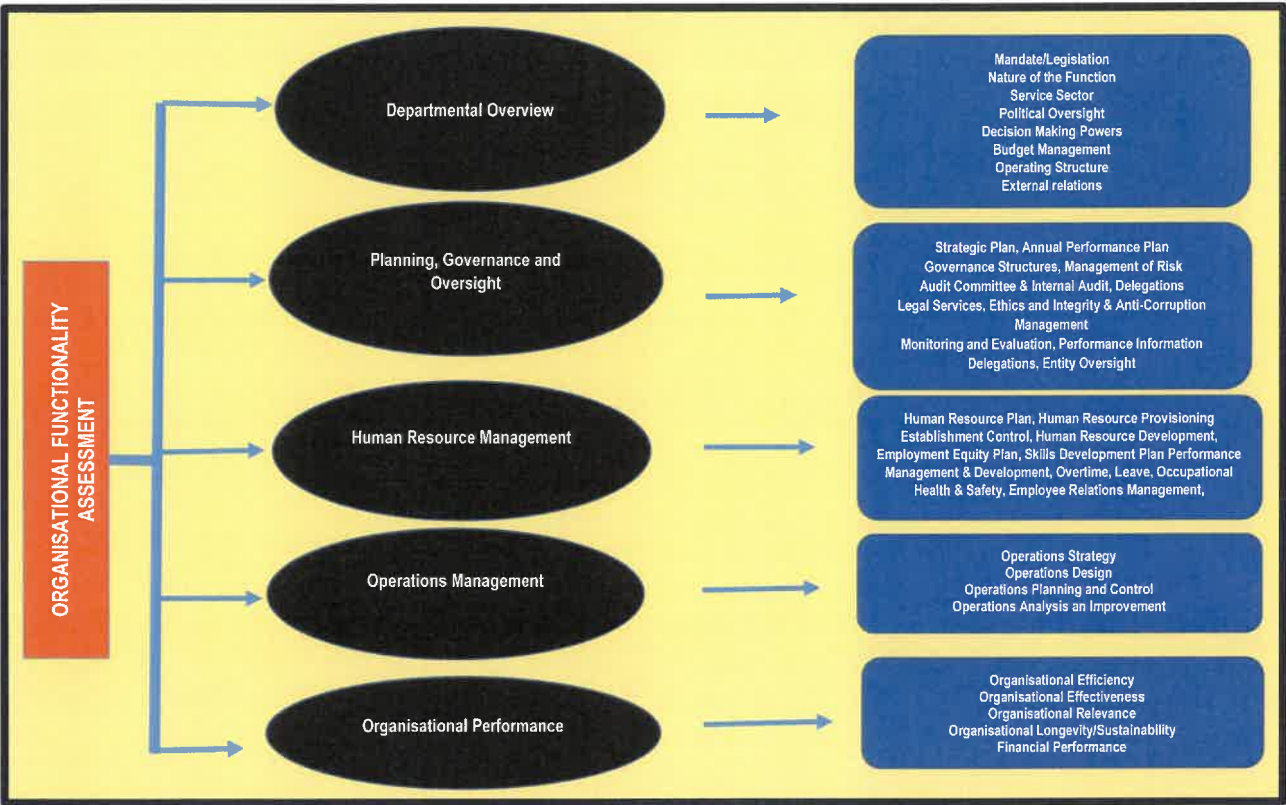 ORGANISATIONAL FUNCTIONALITY
ASSESSMENT
Departmental Overview
Mandate/Legislation
Nature of the Function
Service Sector
Political Oversight
Decision Making Powers
Budget Management
Operating Structure
External relations
Planning, Governance and
Oversight
Strategic Plan, Annual Performance Plan
Governance Structures, Management of Risk
Audit Committee & Internal Audit, Delegations
Legal Services, Ethics and Integrity & Anti-Corruption
Management
Monitoring and Evaluation, Performance Information
Delegations, Entity Oversight
Human Resource Management
Human Resource Plan, Human Resource Provisioning
Establishment Control, Human Resource Development,
Employment Equity Plan, Skills Development Plan Performance
Management & Development, Overtime, Leave, Occupational
Health & Safety, Employee Relations Management,
Operations Management
Operations Strategy
Operations Design
Operations Planning and Control
Operations Analysis an Improvement
Organisational Performance
Organisational Efficiency
Organisational Effectiveness
Organisational Relevance
Organisational Longevity/Sustainability
Financial Performance